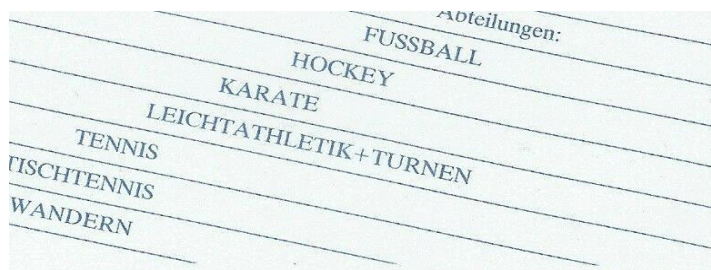 Abteilungen:
FUSSBALL
HOCKEY
KARATE
LEICHTATHLETIK+TURNEN
TENNIS
TISCHTENNIS
WANDERN